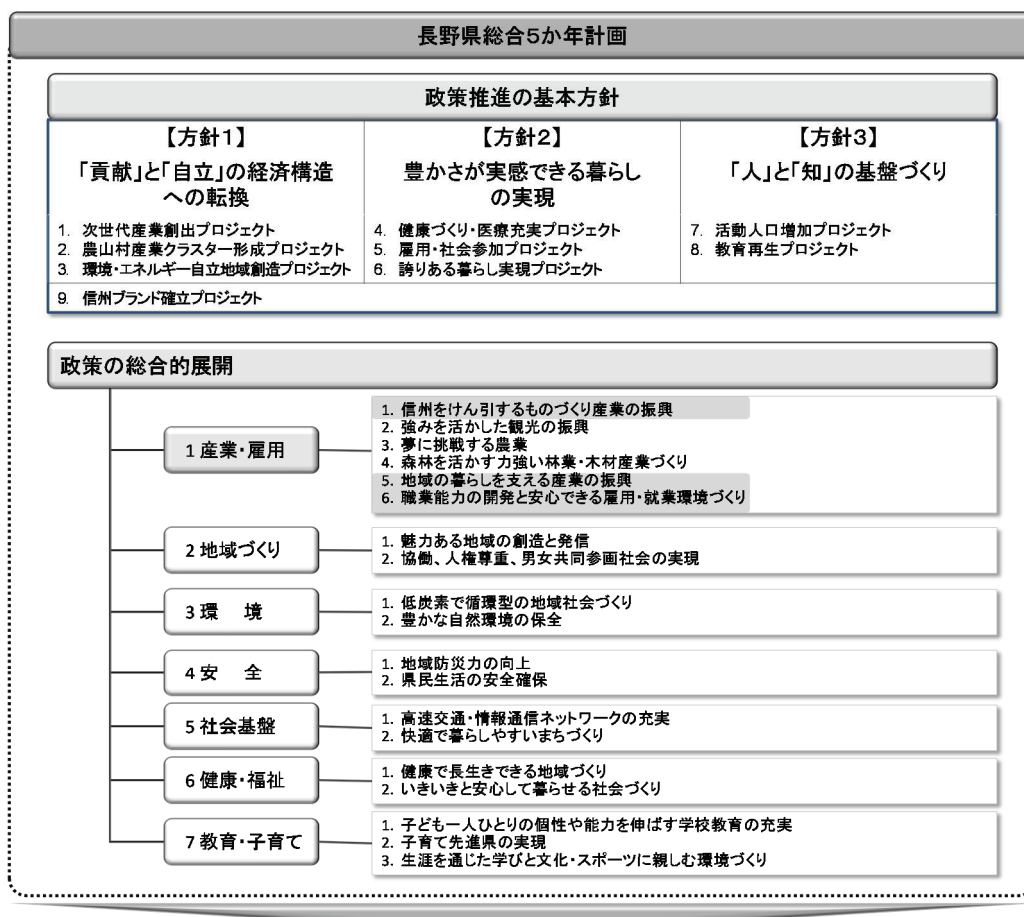 長野県総合5か年計画
政策推進の基本方針
【方針1】
「貢献」と「自立」の経済構造
への転換
1. 次世代産業創出プロジェクト
2. 農山村産業クラスター形成プロジェクト
3. 環境・エネルギー自立地域創造プロジェクト
【方針2】
豊かさが実感できる暮らし
の実現
4. 健康づくり・医療充実プロジェクト
5. 雇用・社会参加プロジェクト
6. 誇りある暮らし実現プロジェクト
【方針3】
「人」と「知」の基盤づくり
7. 活動人口増加プロジェクト
8. 教育再生プロジェクト
9. 信州ブランド確立プロジェクト
政策の総合的展開
1 産業・雇用
1. 信州をけん引するものづくり産業の振興
2. 強みを活かした観光の振興
3. 夢に挑戦する農業
4. 森林を活かす力強い林業・木材産業づくり
5. 地域の暮らしを支える産業の振興
6. 職業能力の開発と安心できる雇用・就業環境づくり
2 地域づくり
1. 魅力ある地域の創造と発信
2. 協働、人権尊重、男女共同参画社会の実現
3 環 境
1. 低炭素で循環型の地域社会づくり
2. 豊かな自然環境の保全
4 安 全
1. 地域防災力の向上
2. 県民生活の安全確保
5 社会基盤
1. 高速交通・情報通信ネットワークの充実
2. 快適で暮らしやすいまちづくり
6 健康・福祉
1. 健康で長生きできる地域づくり
2. いきいきと安心して暮らせる社会づくり
7 教育・子育て
1. 子ども一人ひとりの個性や能力を伸ばす学校教育の充実
2. 子育て先進県の実現
3. 生涯を通じた学びと文化・スポーツに親しむ環境づくり